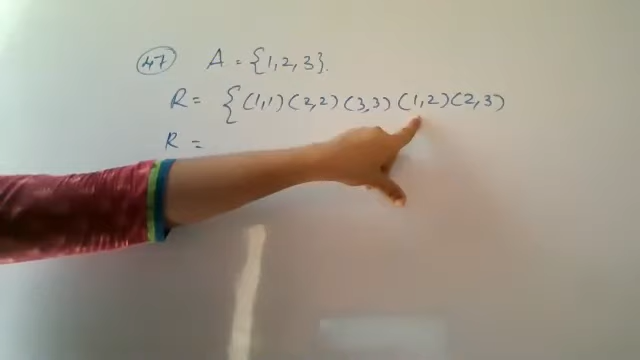 47 A = {1,2,3}.
R = { (1,1) (2,2) (3,3) (1,2) (2,3)
R =